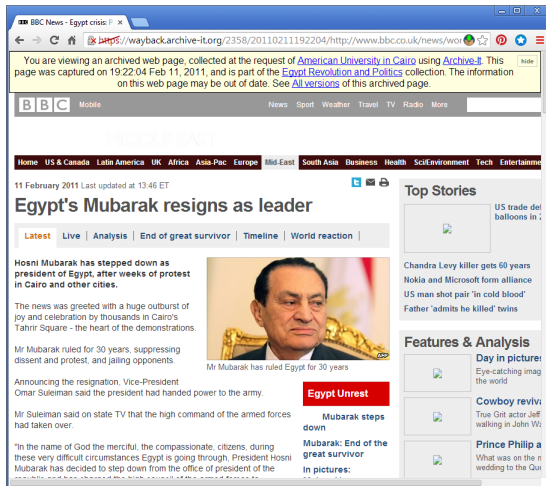 BBC News - Egypt crisis: P
https://wayback.archive-it.org/2358/20110211192204/http://www.bbc.co.uk/news/wor
You are viewing an archived web page, collected at the request of American University in Cairo using Archive-It. This
hide
page was captured on 19:22:04 Feb 11, 2011, and is part of the Egypt Revolution and Politics collection. The information
on this web page may be out of date. See All versions of this archived page.
BBC Mobile News Sport Weather Travel TV Radio More
MIDDLE EAST
Home US & Canada Latin America UK Africa Asia-Pac Europe Mid-East South Asia Business Health Sci/Environment Tech Entertainme
11 February 2011 Last updated at 13:46 ET
Egypt's Mubarak resigns as leader
Latest Live Analysis End of great survivor Timeline World reaction
Hosni Mubarak has stepped down as
president of Egypt, after weeks of protest
in Cairo and other cities.
The news was greeted with a huge outburst of
joy and celebration by thousands in Cairo's
Tahrir Square - the heart of the demonstrations.
Mr Mubarak ruled for 30 years, suppressing
dissent and protest, and jailing opponents.
Announcing the resignation, Vice-President
Omar Suleiman said the president had handed power to the army.
Mr Suleiman said on state TV that the high command of the armed forces
had taken over.
"In the name of God the merciful, the compassionate, citizens, during
these very difficult circumstances Egypt is going through, President Hosni
Mubarak has decided to step down from the office of president of the
republic and has charged the high council of the armed forces to
AFP
Mr Mubarak has ruled Egypt for 30 years
Egypt Unrest
Mubarak steps
down
Mubarak: End of the
great survivor
In pictures:
Top Stories
US trade def
balloons in 2
Chandra Levy killer gets 60 years
Nokia and Microsoft form alliance
US man shot pair 'in cold blood'
Father 'admits he killed' twins
Features & Analysis
Day in pictures
Eye-catching imag
the world
Cowboy reviva
True Grit actor Jeff
walking in John Wa
Prince Philip a
What was on the m
wedding to the Que